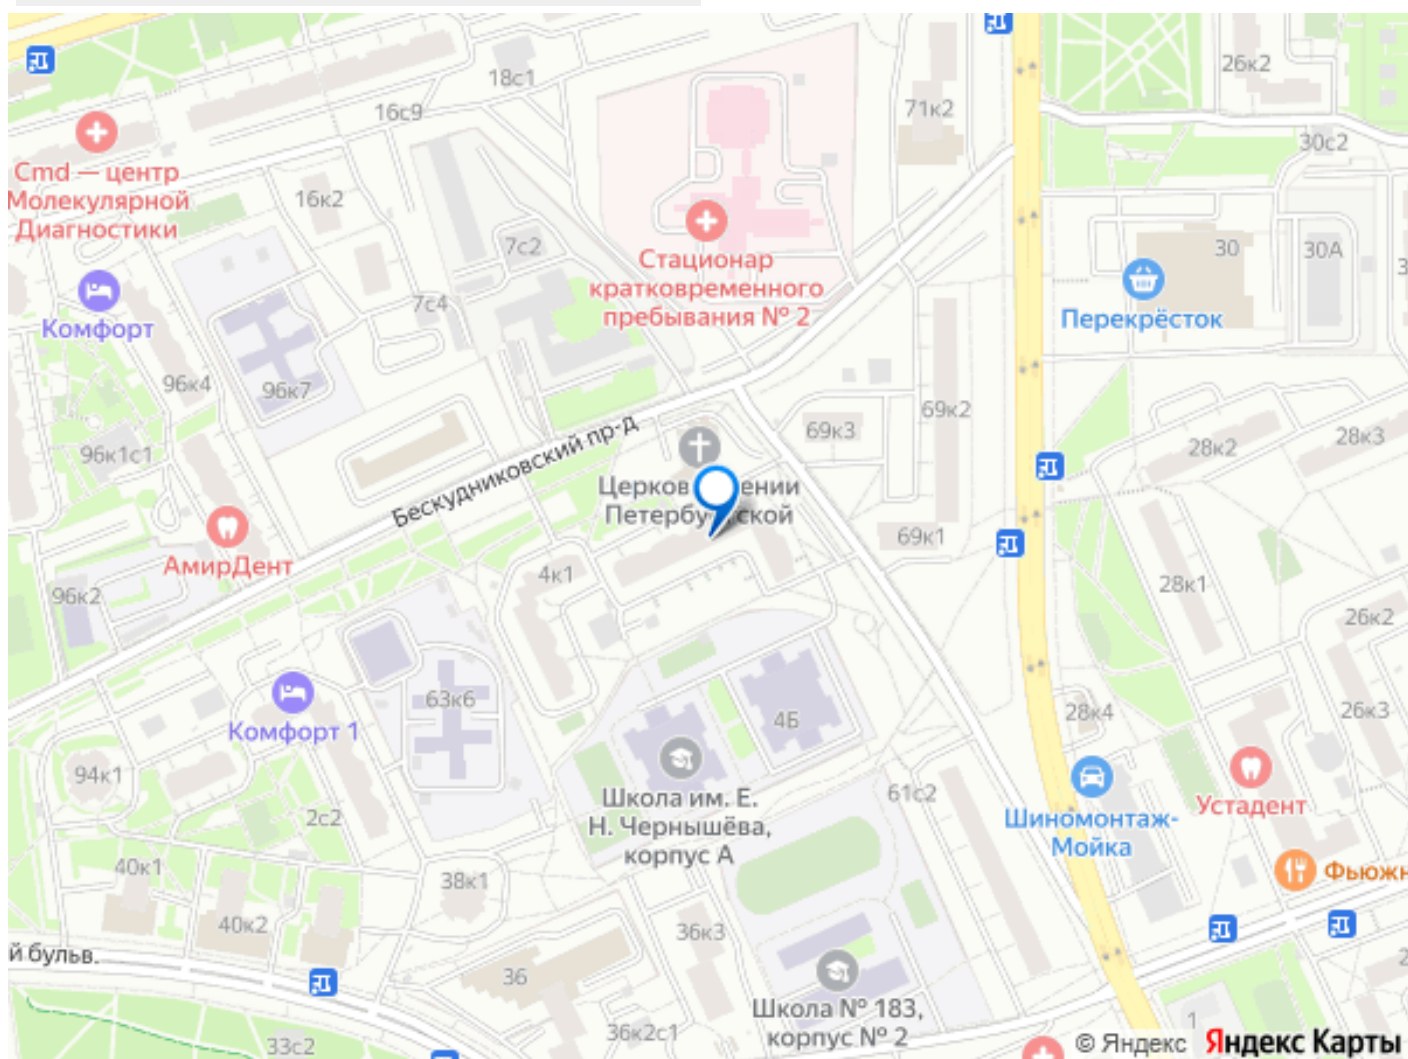 26к2
18с1
71к2
16с9
30с2
Cmd — центр
Молекулярной
Диагностики
16к2
7с2
30
30А
Стационар
кратковременного
пребывания № 2
Комфорт
7с4
Перекрёсток
96к4
96к7
69к2
69к3
28к2
28к3
96к1с1
Бескудниковский пр-д
Церков ении
Петербу ской
69к1
АмирДент
4к1
28к1
96к2
26к2
63к6
Комфорт 1
4Б
28к4
26к3
94к1
Школа им. Е.
Н. Чернышёва,
корпус А
61с2
Устадент
2с2
Шиномонтаж-
Мойка
40к1
38к1
Фьюжн
40к2
36к3
й бульв.
36
Школа № 183,
корпус № 2
36к2с1
33с2
1
© Яндекс Яндекс Карты